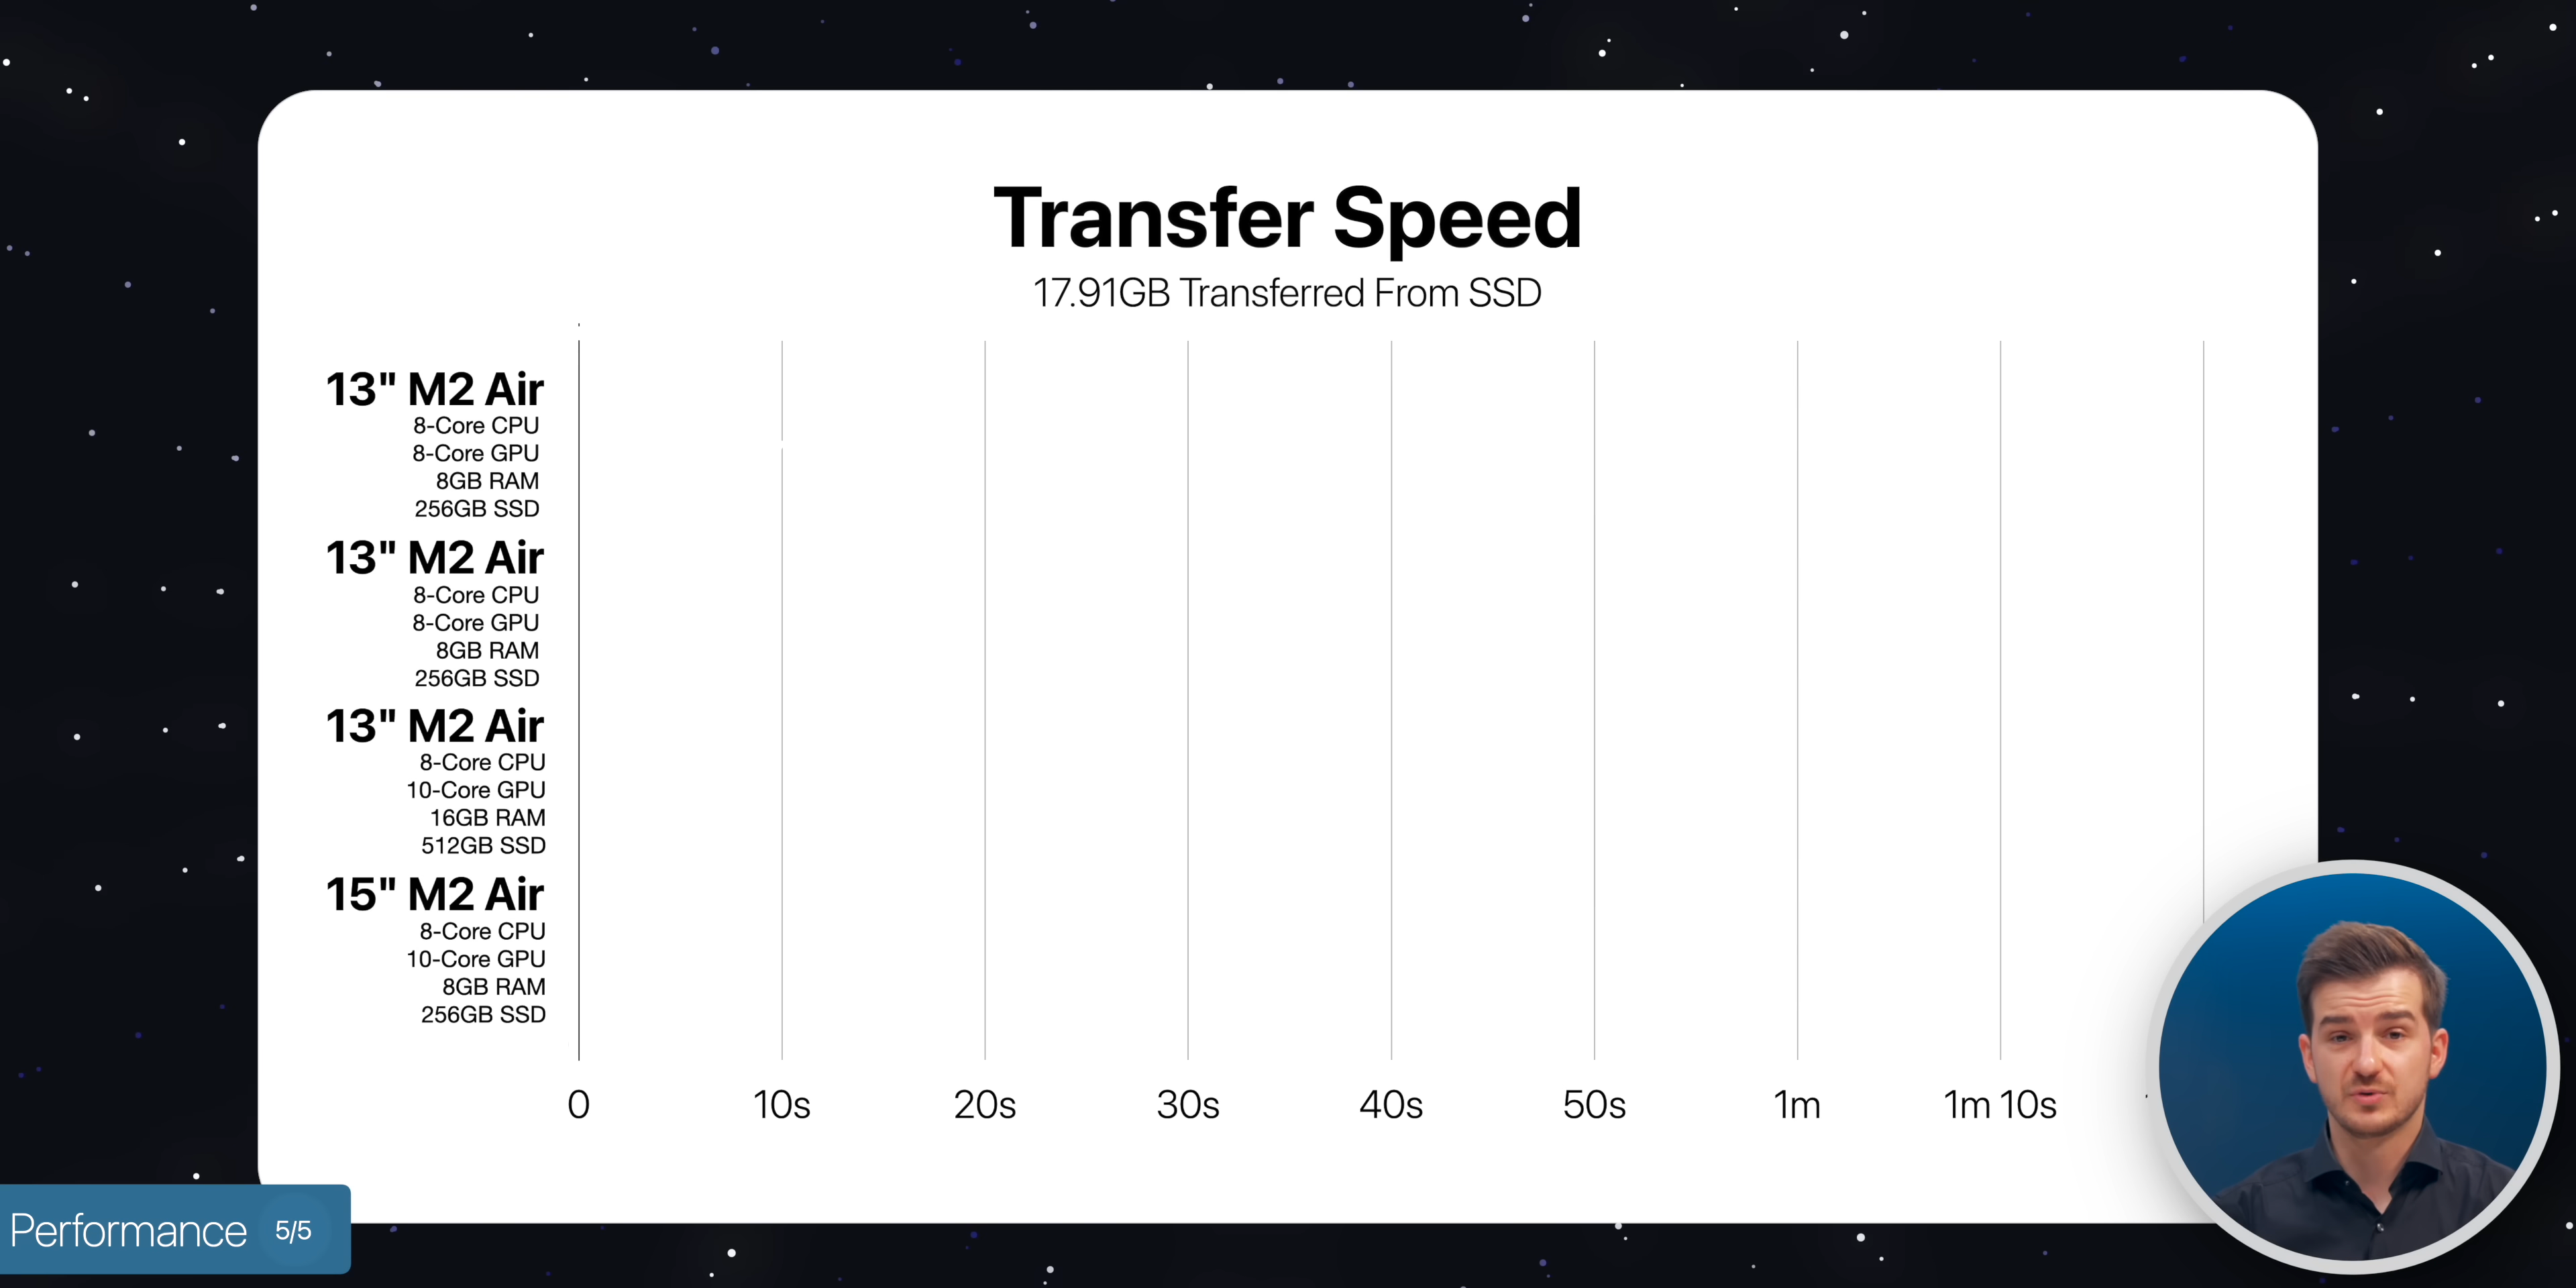 Transfer Speed
17.91GB Transferred From SSD
13" M2 Air
8-Core CPU
8-Core GPU
8GB RAM
256GB SSD
13" M2 Air
8-Core CPU
8-Core GPU
8GB RAM
256GB SSD
13" M2 Air
8-Core CPU
10-Core GPU
16GB RAM
512GB SSD
15" M2 Air
8-Core CPU
10-Core GPU
8GB RAM
256GB SSD
0 10s 20s 30s 40s 50s 1m 1m 10s
Performance 5/5